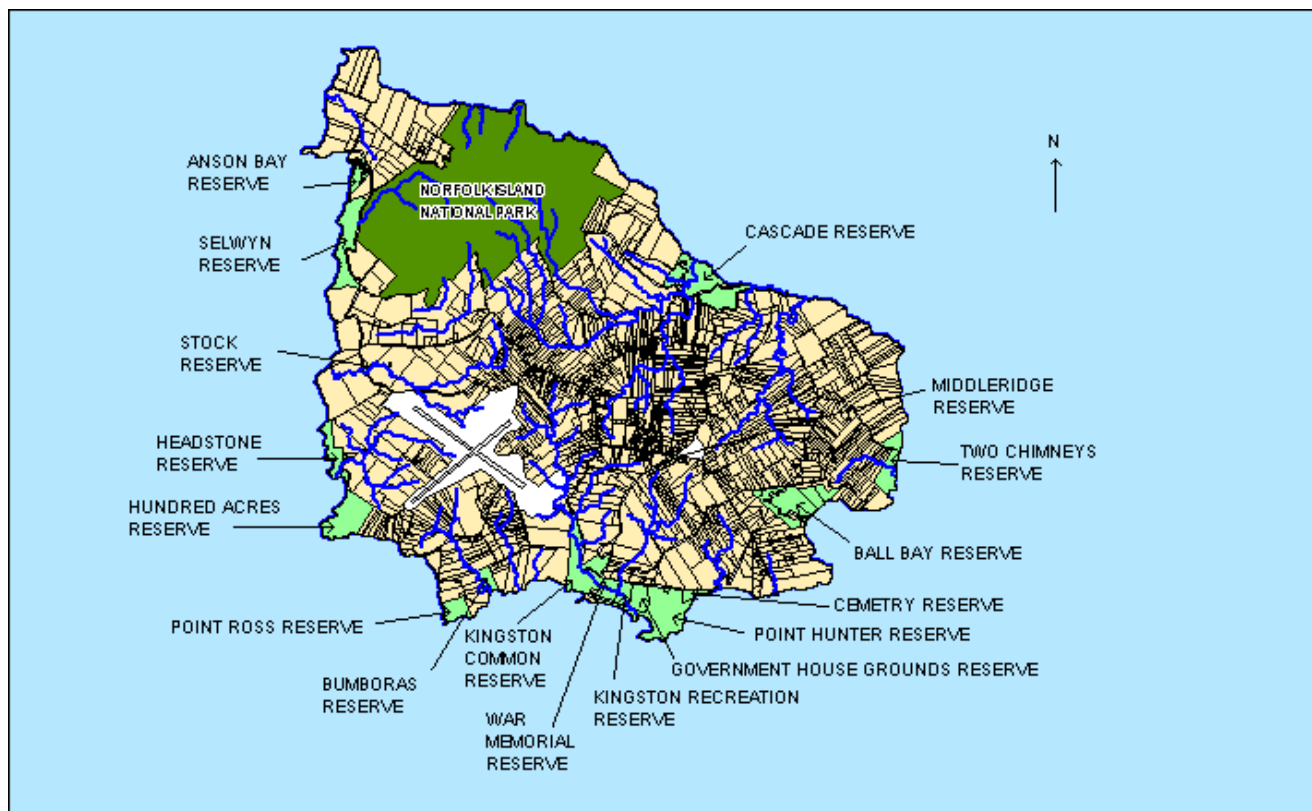 N
ANSON BAY
RESERVE
NORFOLK ISLAND
NATIONAL PARK
CASCADE RESERVE
SELWYN
RESERVE
STOCK
RESERVE
MIDDLERIDGE
RESERVE
HEADSTONE
RESERVE
TWO CHIMNEYS
RESERVE
HUNDRED ACRES
RESERVE
BALL BAY RESERVE
CEMETRY RESERVE
POINT ROSS RESERVE
POINT HUNTER RESERVE
KINGSTON
COMMON
RESERVE
GOVERNMENT HOUSE GROUNDS RESERVE
BUMBORAS
RESERVE
KINGSTON RECREATION
RESERVE
WAR
MEMORIAL
RESERVE